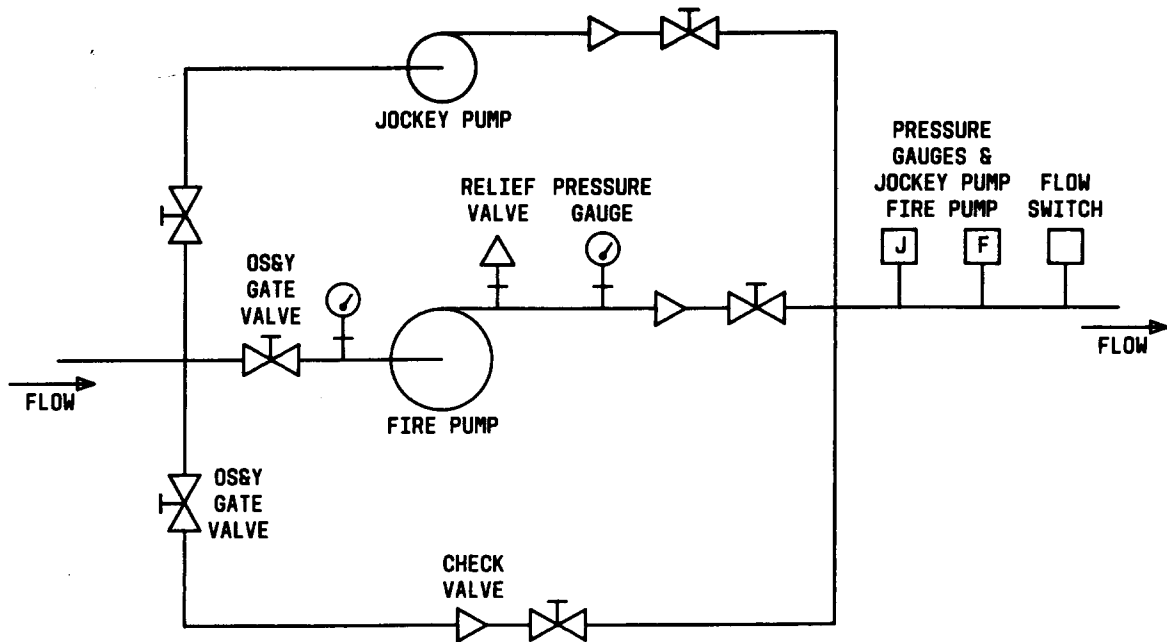 JOCKEY PUMP
PRESSURE
GAUGES &
JOCKEY PUMP
FIRE PUMP
FLOW
SWITCH
J
F
RELIEF
VALVE
PRESSURE
GAUGE
OS&Y
GATE
VALVE
FLOW
FLOW
FIRE PUMP
OS&Y
GATE
VALVE
CHECK
VALVE